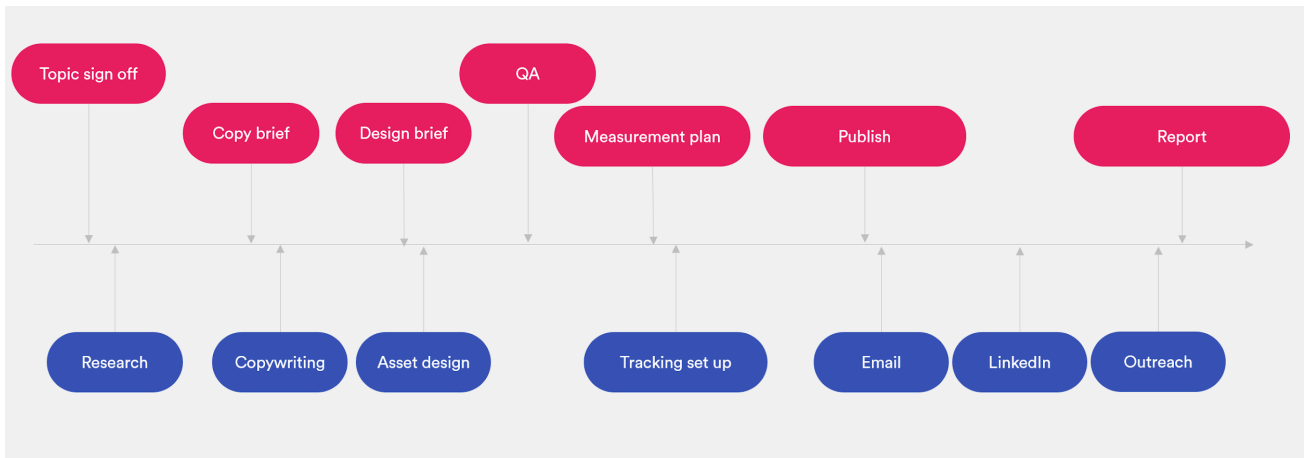 Topic sign off
QA
Copy brief
Design brief
Measurement plan
Publish
Report
Research
Copywriting
Asset design
Tracking set up
Email
LinkedIn
Outreach